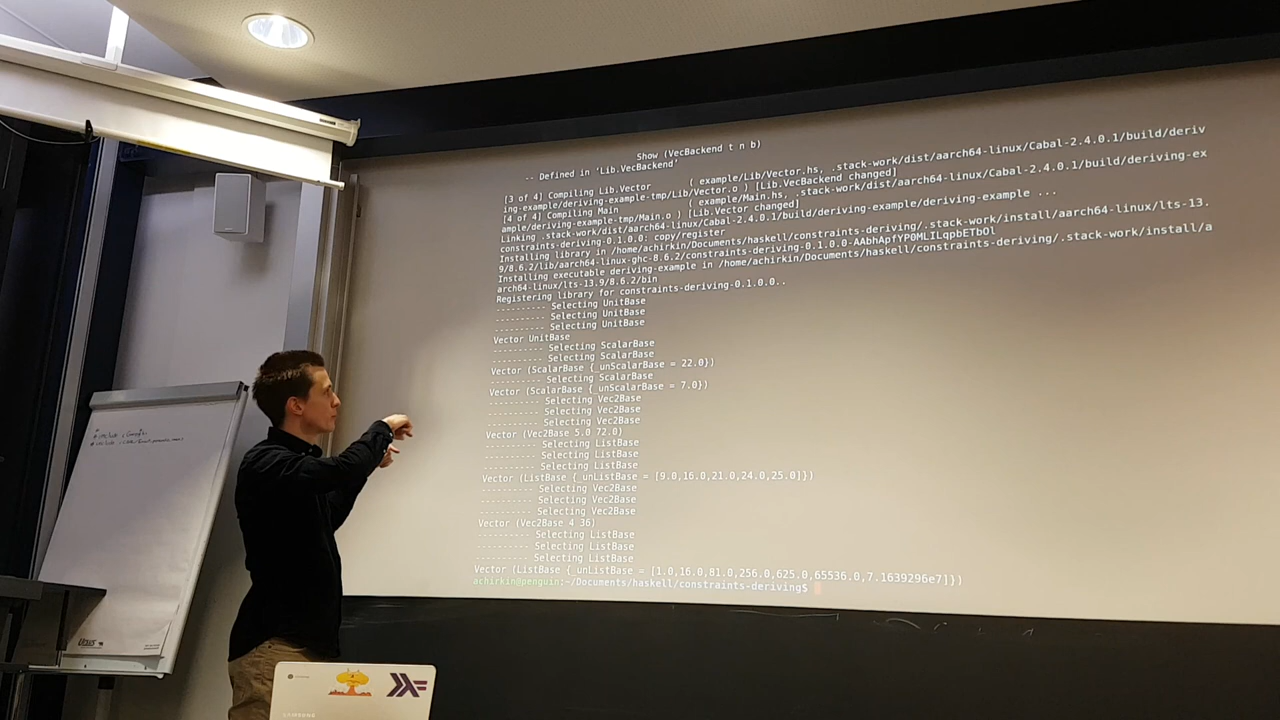 Show (VecBackend t n b)
-- Defined in 'Lib.VecBackend'
[3 of 4] Compiling Lib.Vector ( example/Lib/Vector.hs, .stack-work/dist/aarch64-linux/Cabal-2.4.0.1/build/deriv
ing-example/deriving-example-tmp/Lib/Vector.o ) [Lib.VecBackend changed]
[4 of 4] Compiling Main ( example/Main.hs, .stack-work/dist/aarch64-linux/Cabal-2.4.0.1/build/deriving-ex
ample/deriving-example-tmp/Main.o ) [Lib.Vector changed]
Linking .stack-work/dist/aarch64-linux/Cabal-2.4.0.1/build/deriving-example/deriving-example ...
constraints-deriving-0.1.0.0: copy/register
Installing library in /home/achirkin/Documents/haskell/constraints-deriving/.stack-work/install/aarch64-linux/lts-13.
9/8.6.2/lib/aarch64-linux-ghc-8.6.2/constraints-deriving-0.1.0.0-AAbhApfYP0MLILqpbETbOl
Installing executable deriving-example in /home/achirkin/Documents/haskell/constraints-deriving/.stack-work/install/a
arch64-linux/lts-13.9/8.6.2/bin
Registering library for constraints-deriving-0.1.0.0..
---------- Selecting UnitBase
---------- Selecting UnitBase
---------- Selecting UnitBase
Vector UnitBase
---------- Selecting ScalarBase
---------- Selecting ScalarBase
Vector (ScalarBase {_unScalarBase = 22.0})
---------- Selecting ScalarBase
Vector (ScalarBase {_unScalarBase = 7.0})
---------- Selecting Vec2Base
---------- Selecting Vec2Base
---------- Selecting Vec2Base
Vector (Vec2Base 5.0 72.0)
---------- Selecting ListBase
---------- Selecting ListBase
---------- Selecting ListBase
Vector (ListBase {_unListBase = [9.0,16.0,21.0,24.0,25.0]})
---------- Selecting Vec2Base
---------- Selecting Vec2Base
---------- Selecting Vec2Base
Vector (Vec2Base 4 36)
---------- Selecting ListBase
---------- Selecting ListBase
---------- Selecting ListBase
Vector (ListBase {_unListBase = [1.0,16.0,81.0,256.0,625.0,65536.0,7.1639296e7]})
achirkin@penguin:~/Documents/haskell/constraints-deriving$
SAMSUNG